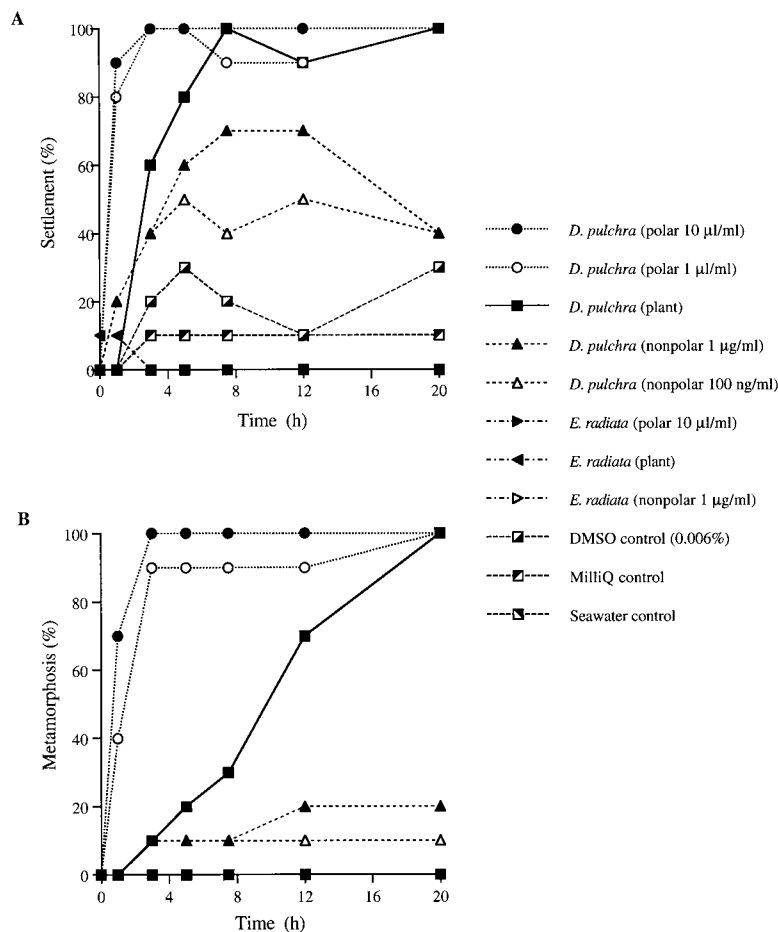 A
100
80
60
40
20
0
Settlement (%)
0 4 8 12 16 20
Time (h)
D. pulchra (polar 10 µl/ml)
D. pulchra (polar 1 µl/ml)
D. pulchra (plant)
D. pulchra (nonpolar 1 µg/ml)
D. pulchra (nonpolar 100 ng/ml)
E. radiata (polar 10 µl/ml)
E. radiata (plant)
E. radiata (nonpolar 1 µg/ml)
DMSO control (0.006%)
MilliQ control
Seawater control
B
100
80
60
40
20
0
Metamorphosis (%)
0 4 8 12 16 20
Time (h)